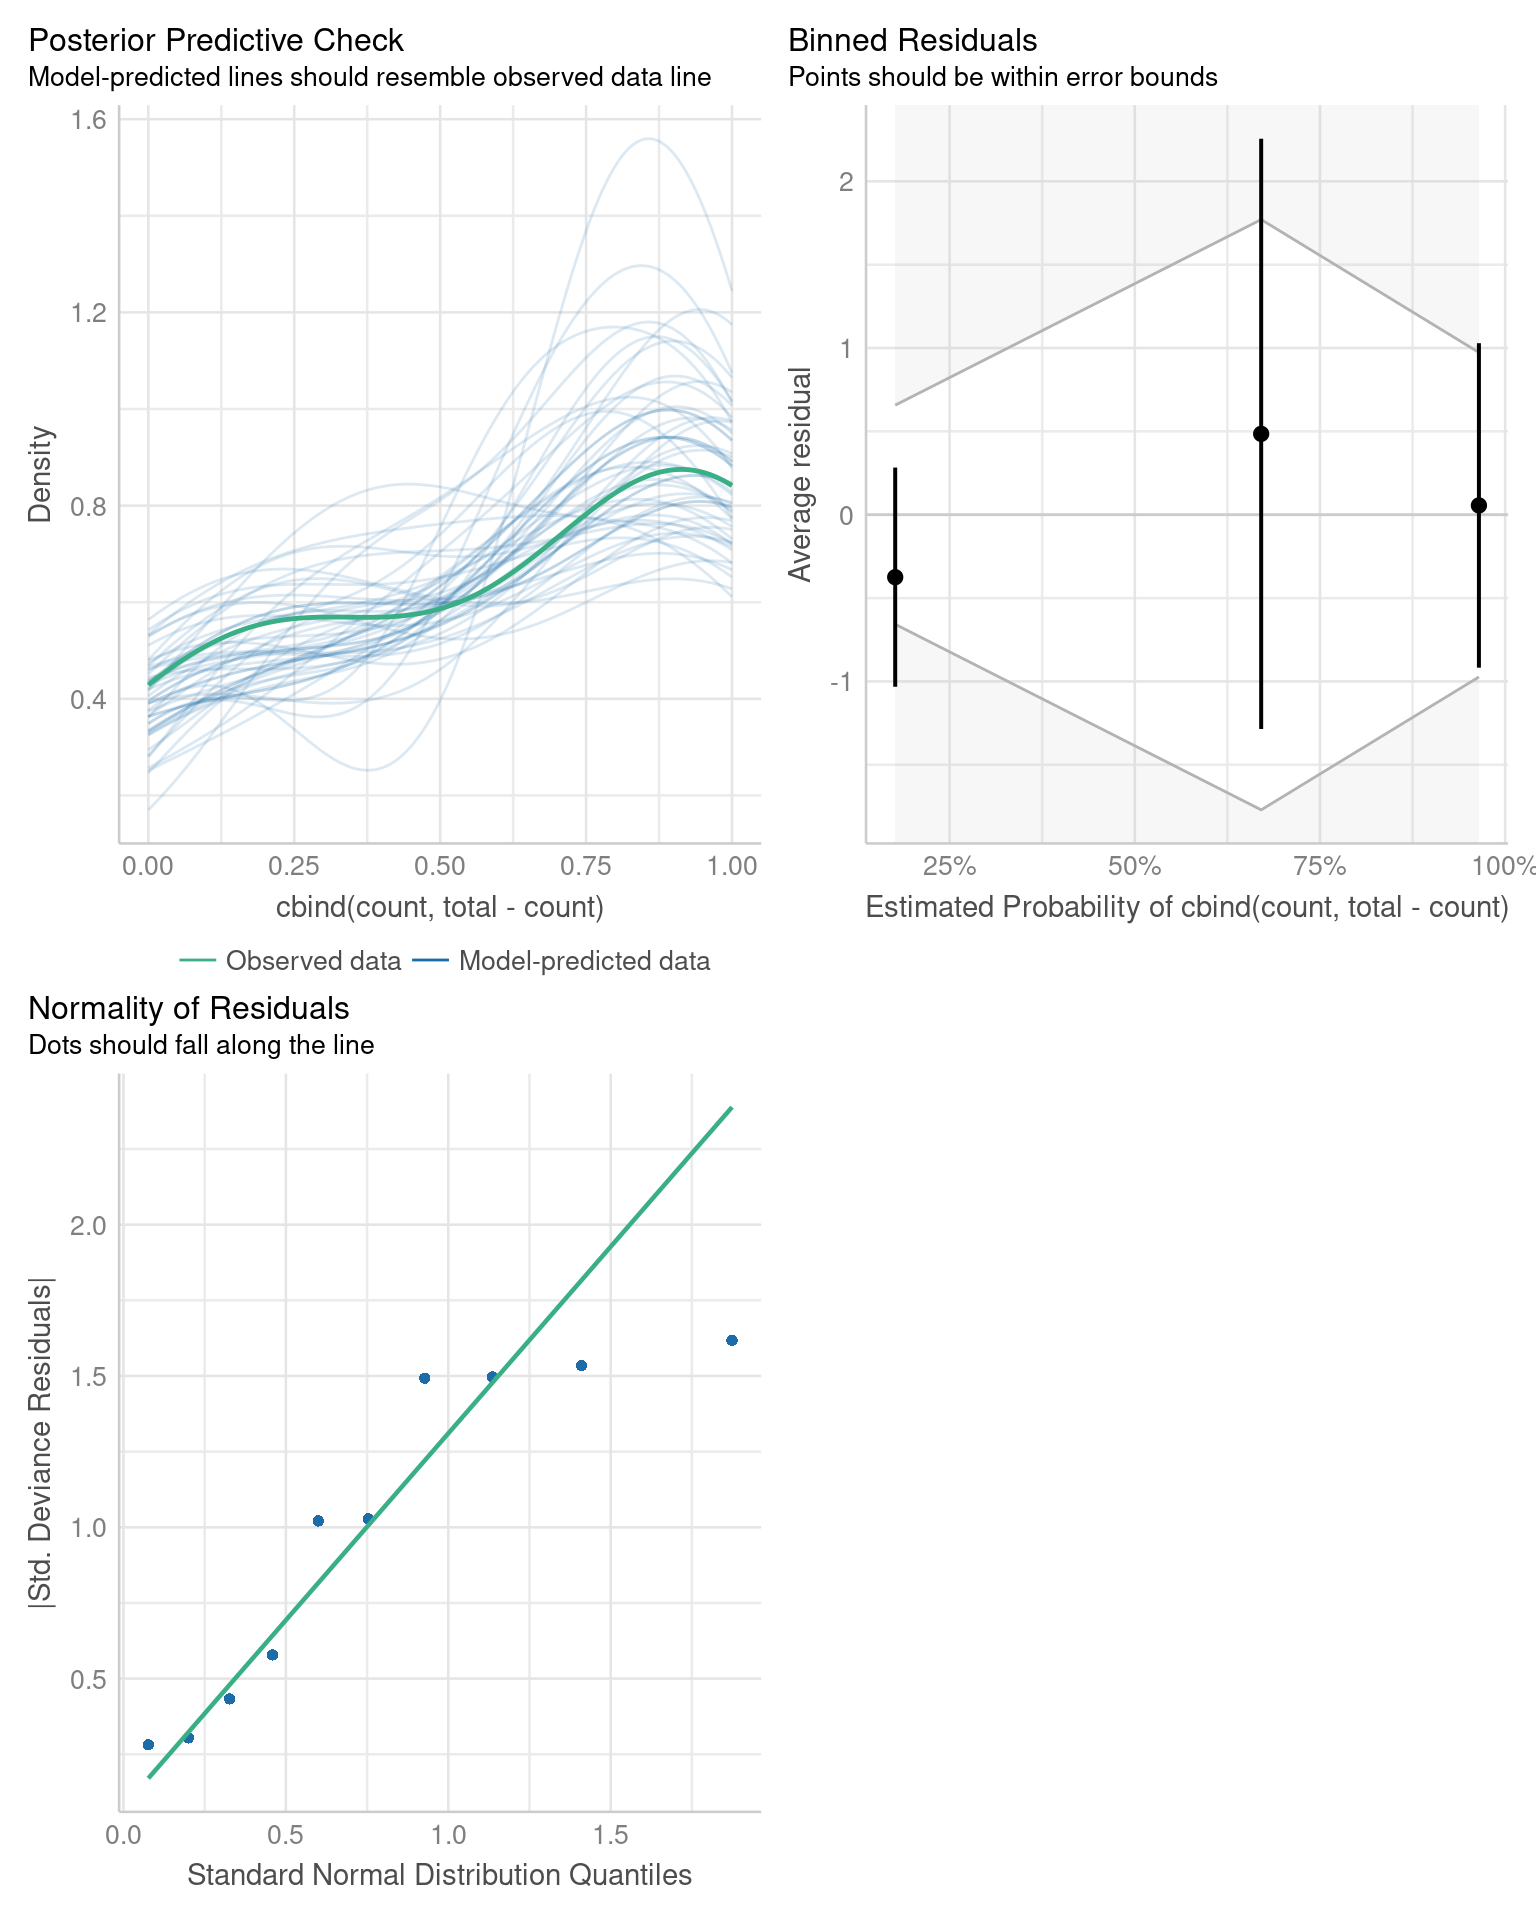 Posterior Predictive Check
Model-predicted lines should resemble observed data line
1.6
1.2
0.8
0.4
Density
0.00 0.25 0.50 0.75 1.00
cbind(count, total - count)
Observed data Model-predicted data
Binned Residuals
Points should be within error bounds
2
1
0
-1
Average residual
25% 50% 75% 100%
Estimated Probability of cbind(count, total - count)
Normality of Residuals
Dots should fall along the line
2.0
1.5
1.0
0.5
|Std. Deviance Residuals|
0.0 0.5 1.0 1.5
Standard Normal Distribution Quantiles